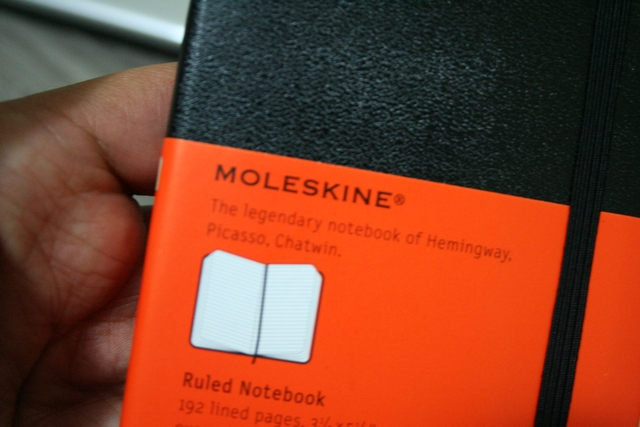 MOLESKINE®
The legendary notebook of Hemingway,
Picasso, Chatwin.
Ruled Notebook
192 lined pages,